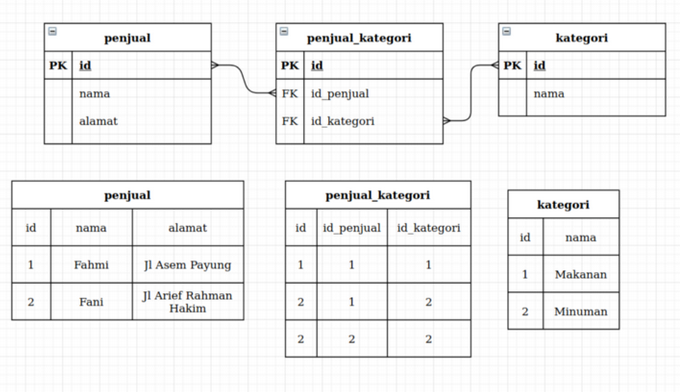 penjual
PK id
nama
alamat
penjual_kategori
PK id
FK id_penjual
FK id_kategori
kategori
PK id
nama
penjual
id nama alamat
1 Fahmi Jl Asem Payung
2 Fani Jl Arief Rahman
Hakim
penjual_kategori
id id_penjual id_kategori
1 1 1
2 1 2
2 2 2
kategori
id nama
1 Makanan
2 Minuman